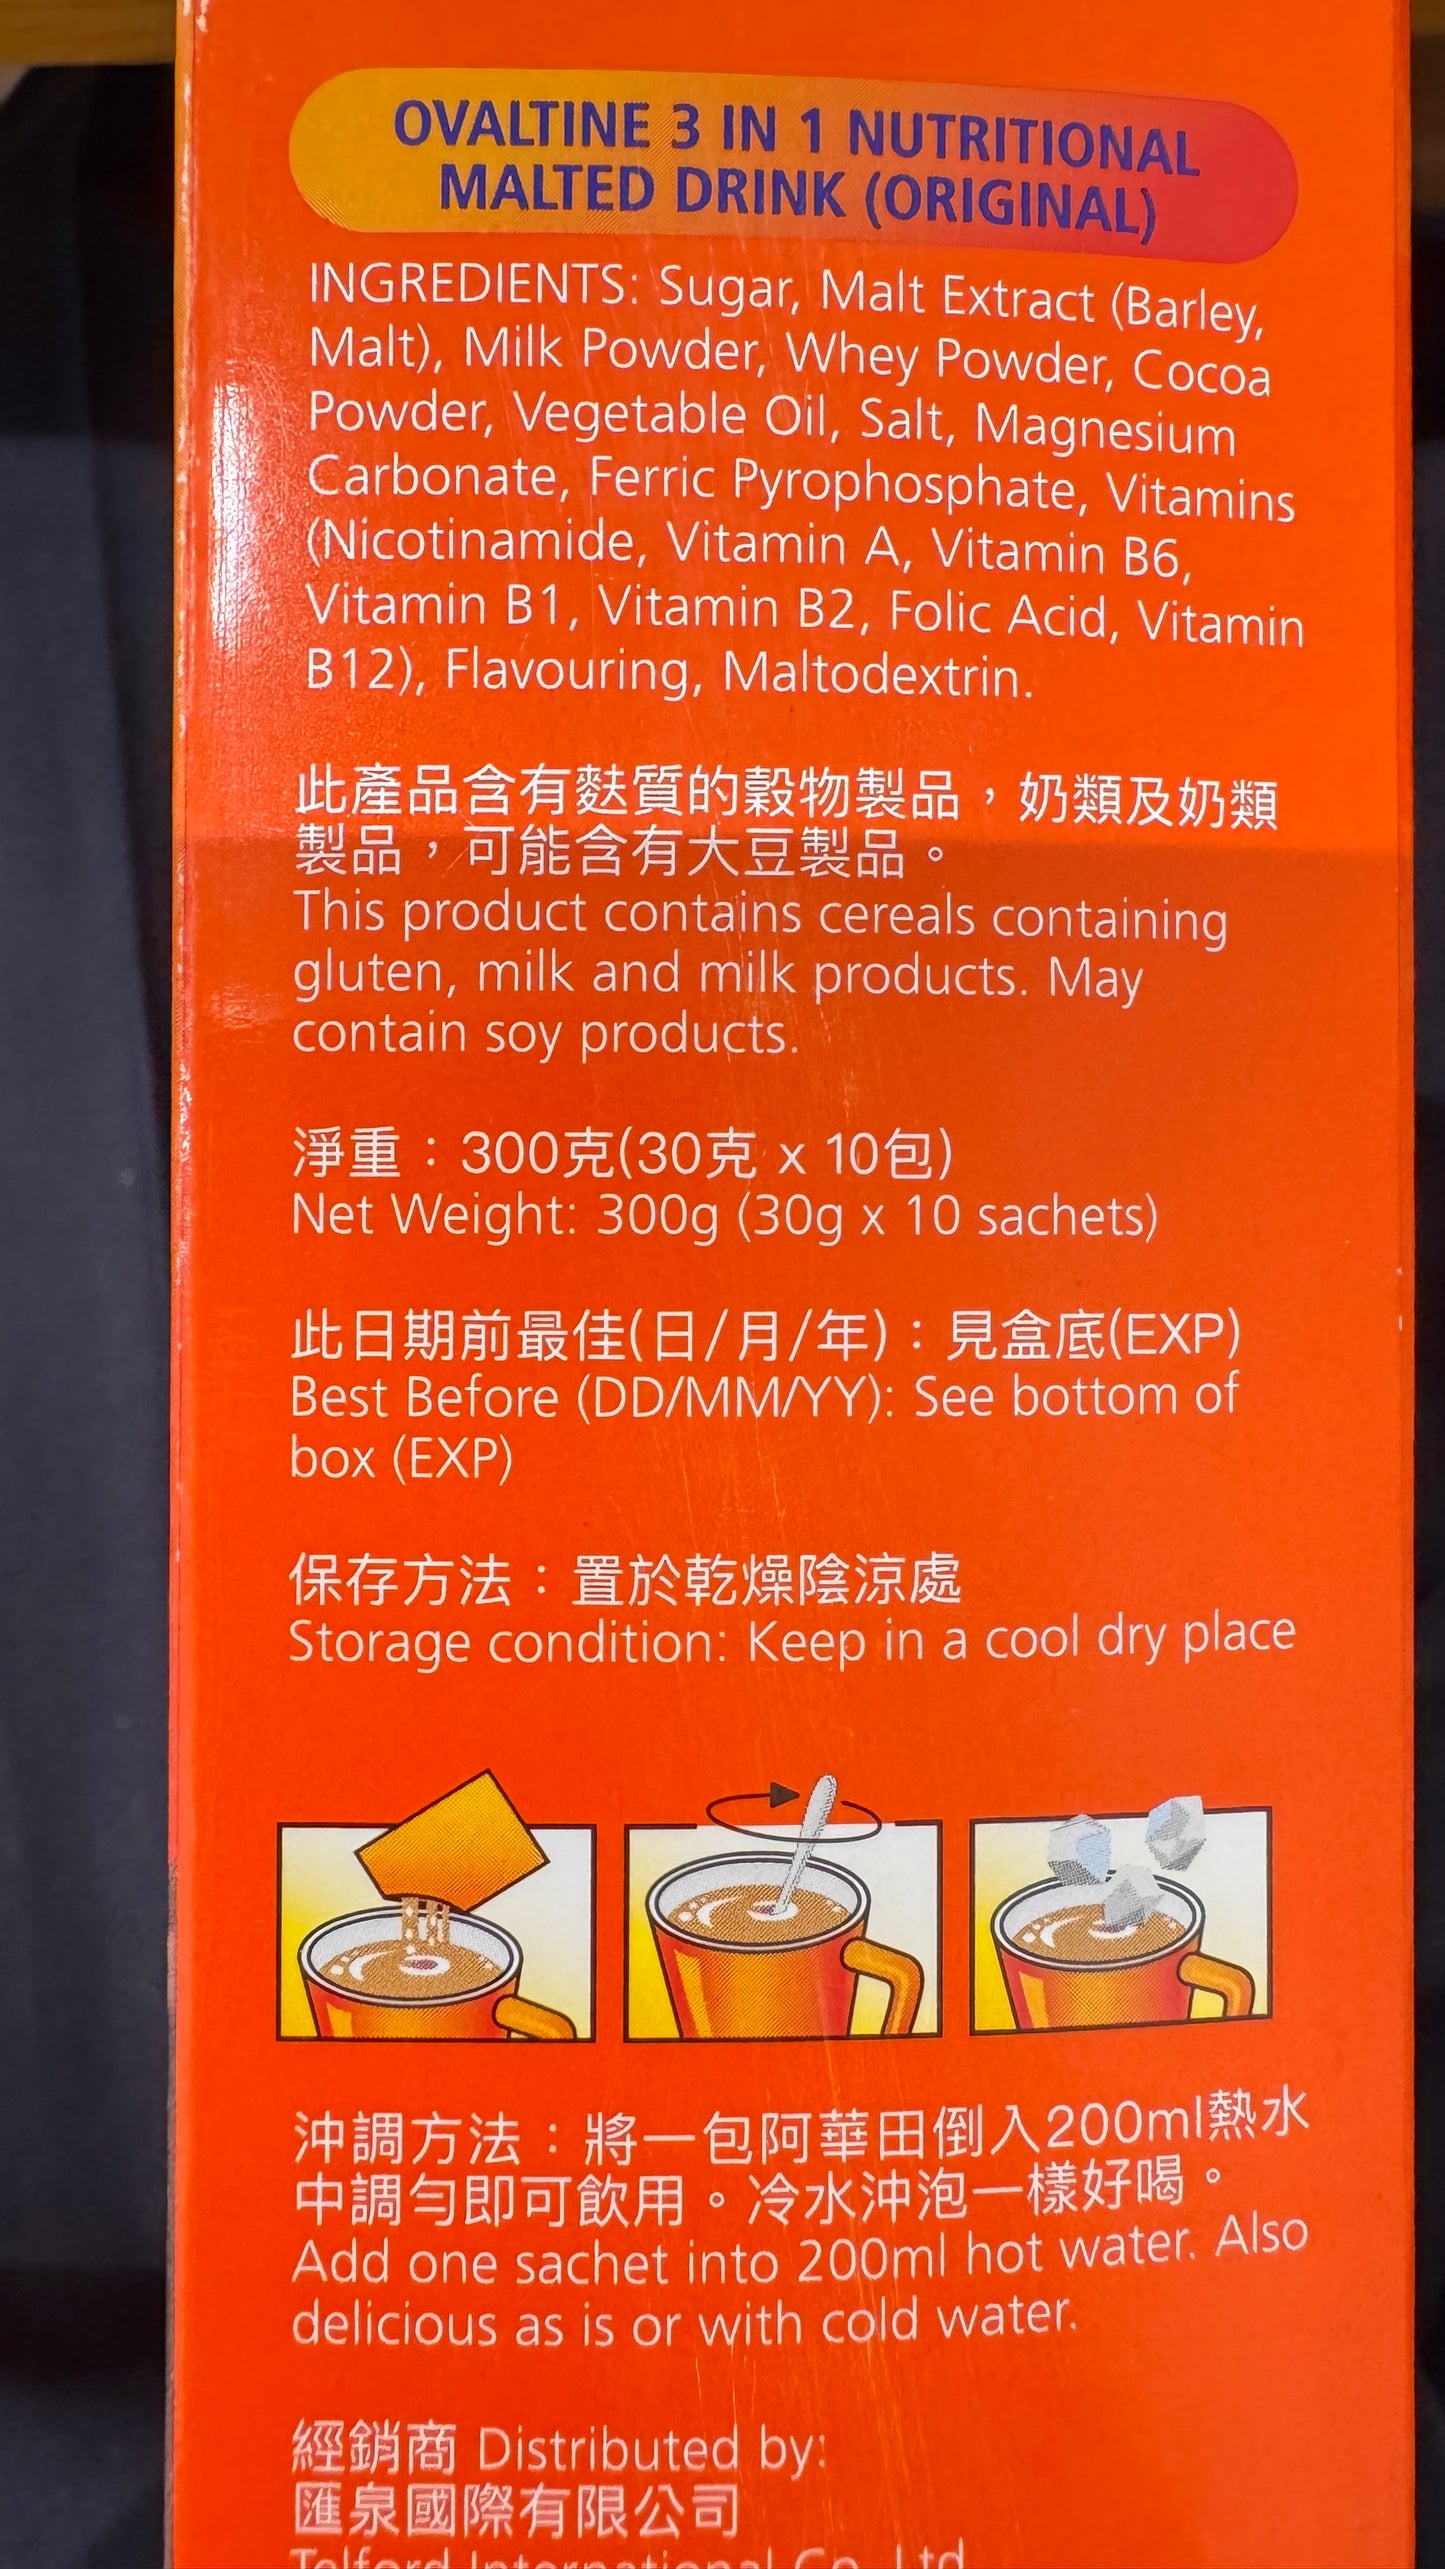 OVALTINE 3 IN 1 NUTRITIONAL
MALTED DRINK (ORIGINAL)
INGREDIENTS: Sugar, Malt Extract (Barley,
Malt), Milk Powder, Whey Powder, Cocoa
Powder, Vegetable Oil, Salt, Magnesium
Carbonate, Ferric Pyrophosphate, Vitamins
(Nicotinamide, Vitamin A, Vitamin B6,
Vitamin B1, Vitamin B2, Folic Acid, Vitamin
B12), Flavouring, Maltodextrin.
此產品含有麩質的穀物製品，奶類及奶類
製品，可能含有大豆製品。
This product contains cereals containing
gluten, milk and milk products. May
contain soy products.
淨重：300克(30克 x 10包)
Net Weight: 300g (30g x 10 sachets)
此日期前最佳(日/月/年)：見盒底(EXP)
Best Before (DD/MM/YY): See bottom of
box (EXP)
保存方法：置於乾燥陰涼處
Storage condition: Keep in a cool dry place
沖調方法：將一包阿華田倒入200ml熱水
中調勻即可飲用。冷水沖泡一樣好喝。
Add one sachet into 200ml hot water. Also
delicious as is or with cold water.
經銷商 Distributed by:
匯泉國際有限公司
Telford International Co. Ltd